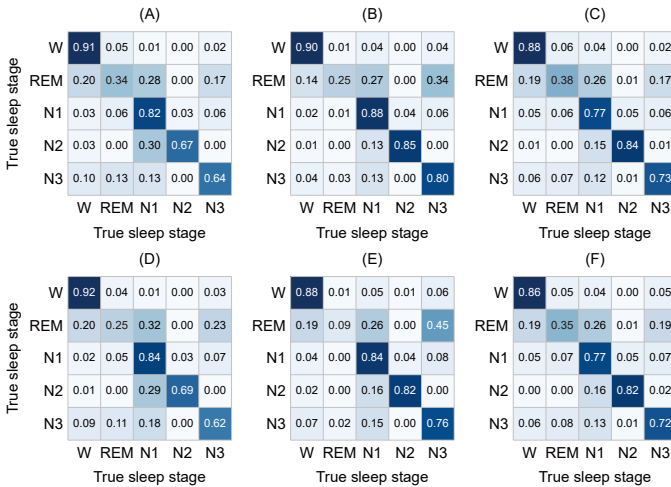 (A) (B) (C)
True sleep stage
W 0.91 0.05 0.01 0.00 0.02 W 0.90 0.01 0.04 0.00 0.04 W 0.88 0.06 0.04 0.00 0.02
REM 0.20 0.34 0.28 0.00 0.17 REM 0.14 0.25 0.27 0.00 0.34 REM 0.19 0.38 0.26 0.01 0.17
N1 0.03 0.06 0.82 0.03 0.06 N1 0.02 0.01 0.88 0.04 0.06 N1 0.05 0.06 0.77 0.05 0.06
N2 0.03 0.00 0.30 0.67 0.00 N2 0.01 0.00 0.13 0.85 0.00 N2 0.01 0.00 0.15 0.84 0.01
N3 0.10 0.13 0.13 0.00 0.64 N3 0.04 0.03 0.13 0.00 0.80 N3 0.06 0.07 0.12 0.01 0.73
W REM N1 N2 N3 W REM N1 N2 N3 W REM N1 N2 N3
True sleep stage True sleep stage True sleep stage
(D) (E) (F)
True sleep stage
W 0.92 0.04 0.01 0.00 0.03 W 0.88 0.01 0.05 0.01 0.06 W 0.86 0.05 0.04 0.00 0.05
REM 0.20 0.25 0.32 0.00 0.23 REM 0.19 0.09 0.26 0.00 0.45 REM 0.19 0.35 0.26 0.01 0.19
N1 0.02 0.05 0.84 0.03 0.07 N1 0.04 0.00 0.84 0.04 0.08 N1 0.05 0.07 0.77 0.05 0.07
N2 0.01 0.00 0.29 0.69 0.00 N2 0.02 0.00 0.16 0.82 0.00 N2 0.00 0.00 0.16 0.82 0.02
N3 0.09 0.11 0.18 0.00 0.62 N3 0.07 0.02 0.15 0.00 0.76 N3 0.06 0.08 0.13 0.01 0.72
W REM N1 N2 N3 W REM N1 N2 N3 W REM N1 N2 N3
True sleep stage True sleep stage True sleep stage